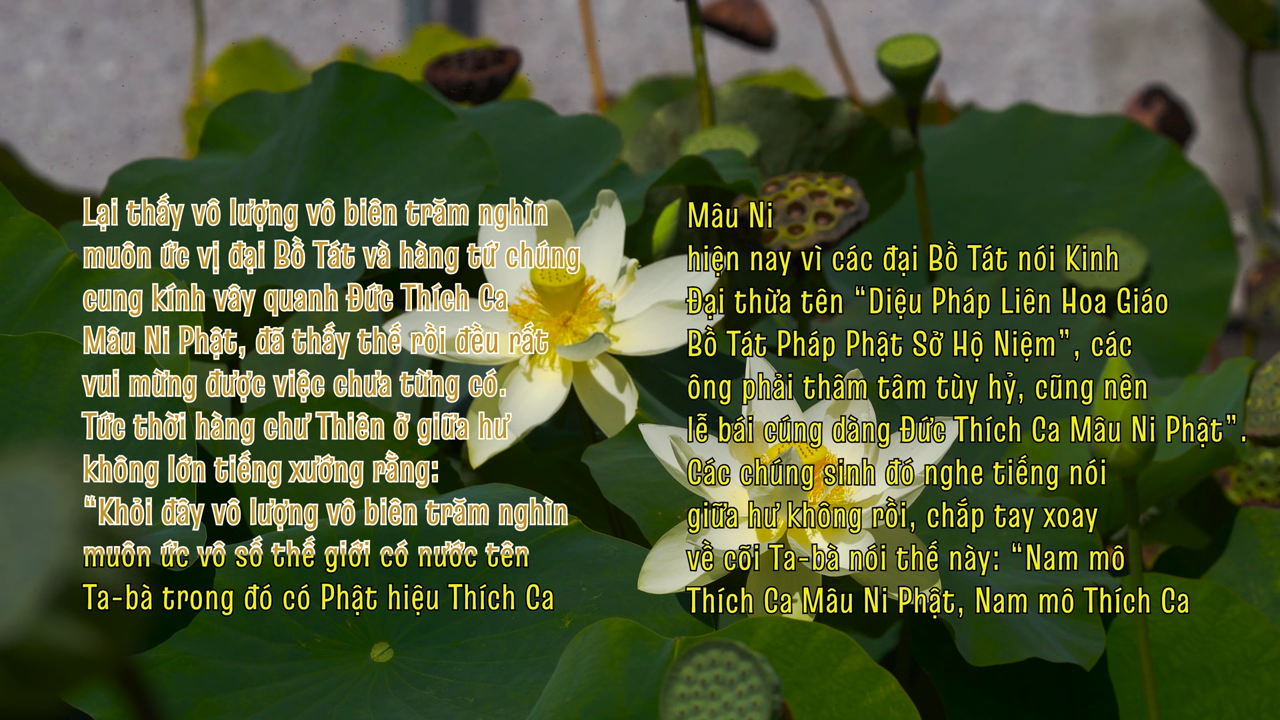 Lại thấy vô lượng vô biên trăm nghìn
muôn ức vị đại Bồ Tát và hàng tứ chúng
cung kính vây quanh Đức Thích Ca
Mâu Ni Phật, đã thấy thế rồi đều rất
vui mừng được việc chưa từng có.
Tức thời hàng chư Thiên ở giữa hư
không lớn tiếng xướng rằng:
“Khỏi đây vô lượng vô biên trăm nghìn
muôn ức vô số thế giới có nước tên
Ta-bà trong đó có Phật hiệu Thích Ca
Mâu Ni
hiện nay vì các đại Bồ Tát nói Kinh
Đại thừa tên “Diệu Pháp Liên Hoa Giáo
Bồ Tát Pháp Phật Sở Hộ Niệm”, các
ông phải thâm tâm tùy hỷ, cũng nên
lễ bái cúng dàng Đức Thích Ca Mâu Ni Phật”.
Các chúng sinh đó nghe tiếng nói
giữa hư không rồi, chắp tay xoay
về cõi Ta-bà nói thế này: “Nam mô
Thích Ca Mâu Ni Phật, Nam mô Thích Ca